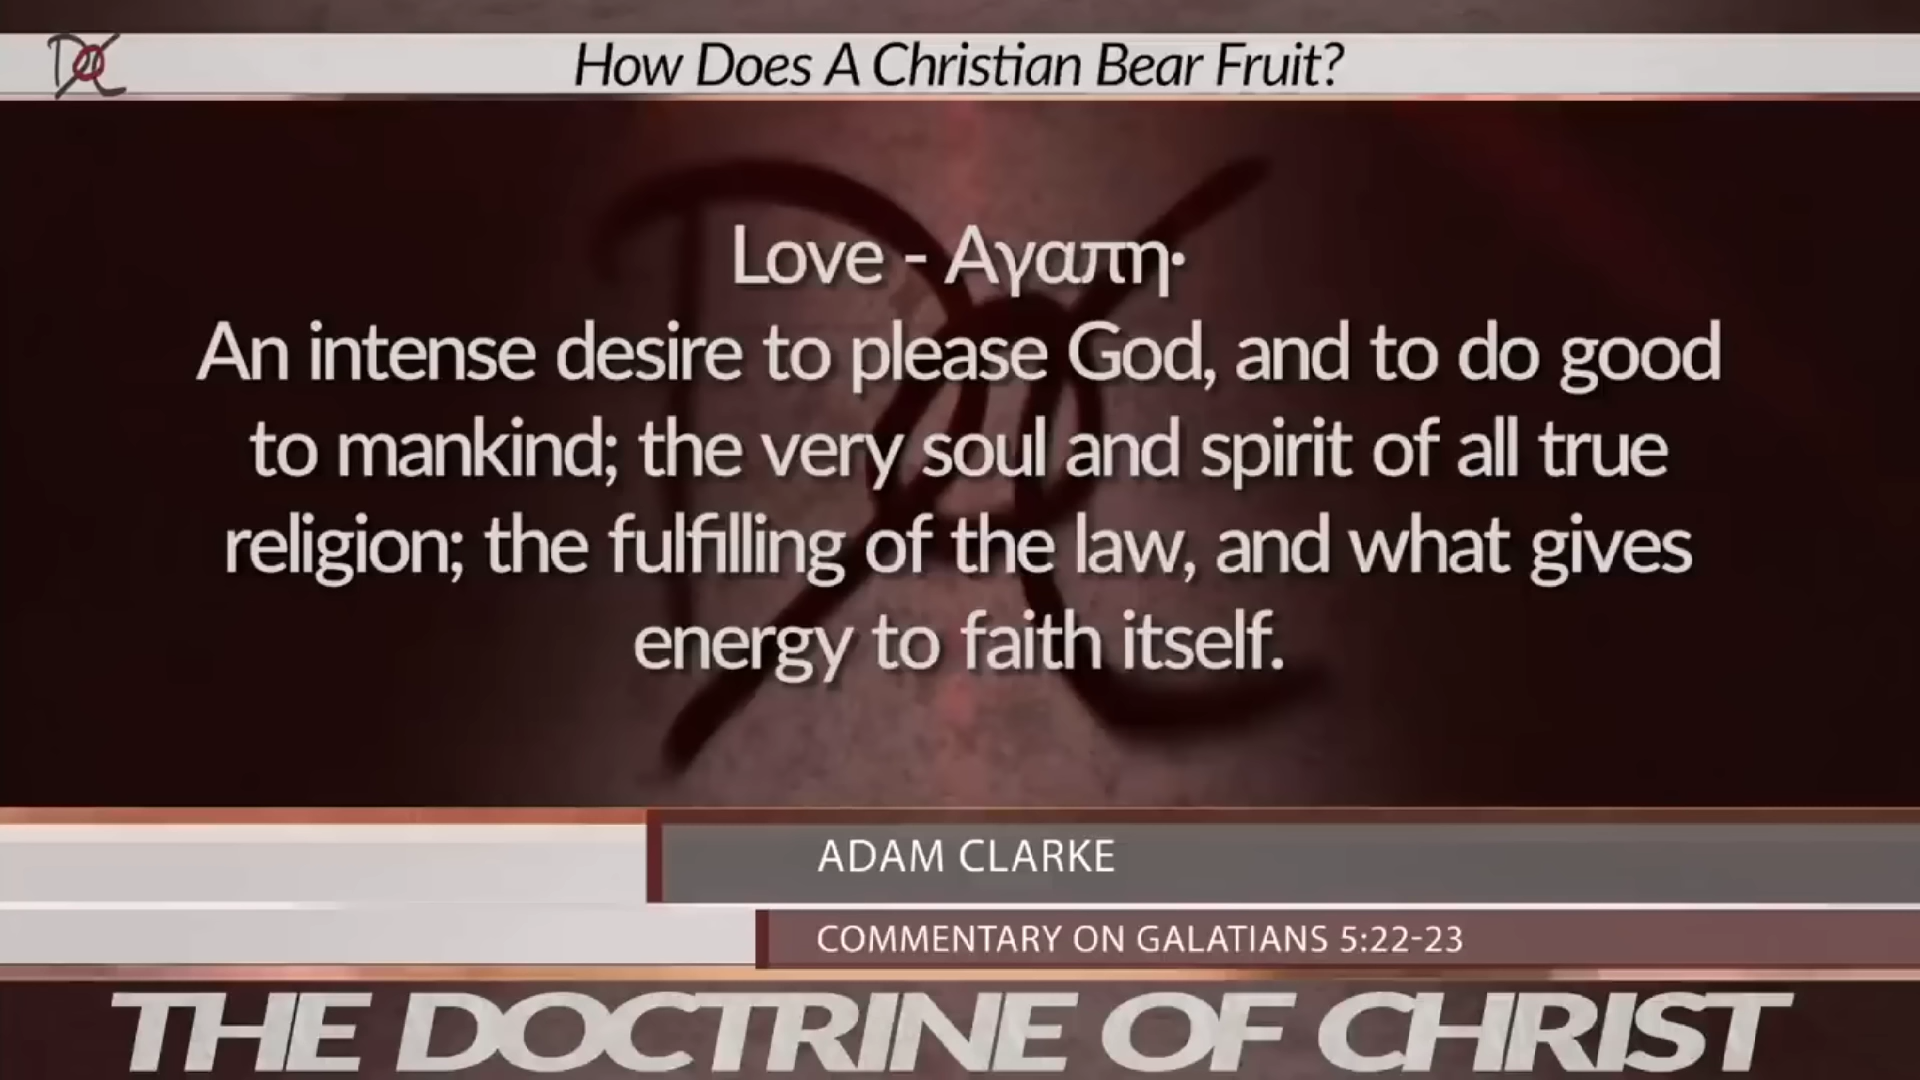 How Does A Christian Bear Fruit?
Love - Αγαπη·
An intense desire to please God, and to do good
to mankind; the very soul and spirit of all true
religion; the fulfilling of the law, and what gives
energy to faith itself.
ADAM CLARKE
COMMENTARY ON GALATIANS 5:22-23
THE DOCTRINE OF CHRIST